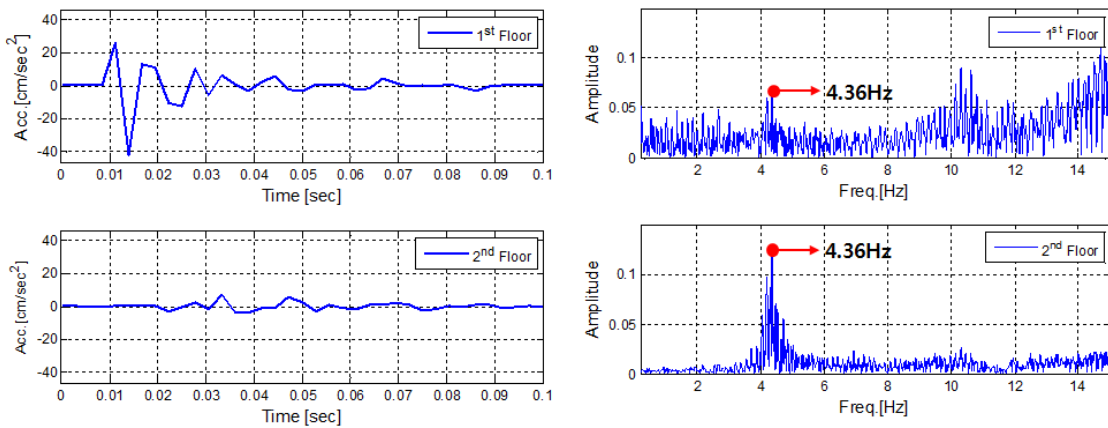 Acc.[cm/sec²]
40
20
0
-20
40
1st Floor
0 0.01 0.02 0.03 0.04 0.05 0.06 0.07 0.08 0.09 0.1
Time [sec]
Amplitude
0.1
0.05
0
1st Floor
4.36Hz
2 4 6 8 10 12 14
Freq.[Hz]
Acc.[cm/sec²]
40
20
0
-20
-40
2nd Floor
0 0.01 0.02 0.03 0.04 0.05 0.06 0.07 0.08 0.09 0.1
Time [sec]
Amplitude
0.1
0.05
0
2nd Floor
4.36Hz
2 4 6 8 10 12 14
Freq.[Hz]